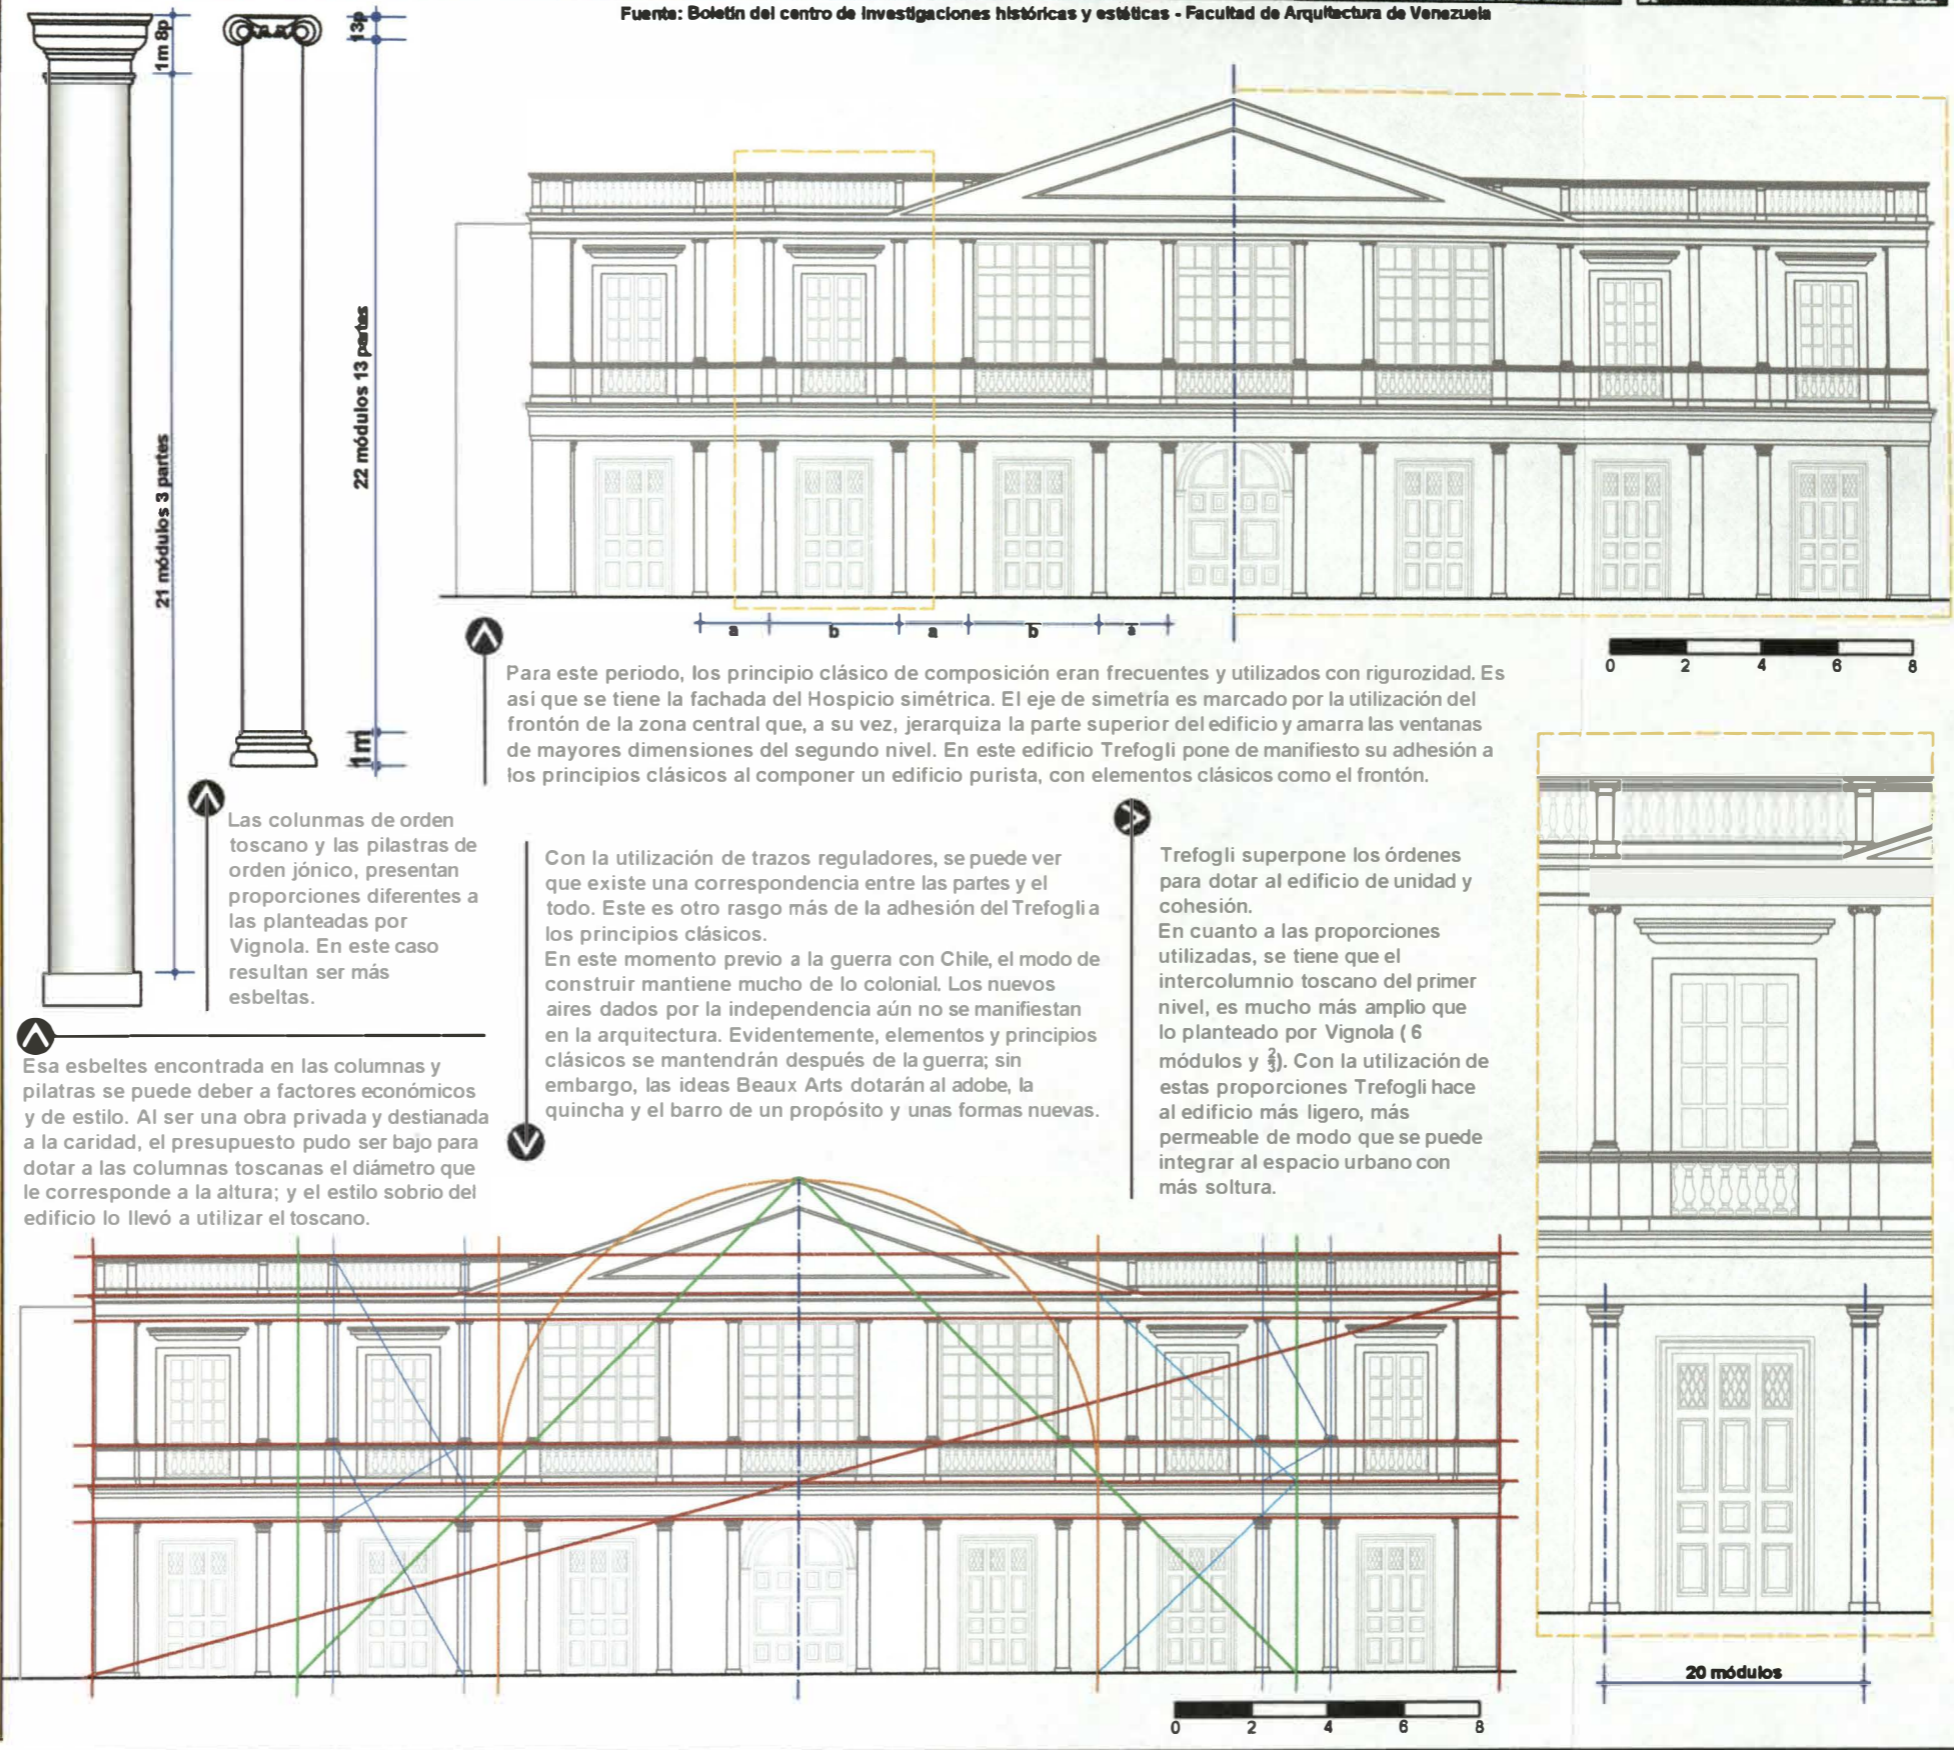 Fuente: Boletín del centro de investigaciones históricas y estéticas - Facultad de Arquitectura de Venezuela
1m 8p
21 módulos 3 partes
13p
22 módulos 13 partes
1m
a
b
a
b
a
0 2 4 6 8
Para este periodo, los principio clásico de composición eran frecuentes y utilizados con rigurozidad. Es
así que se tiene la fachada del Hospicio simétrica. El eje de simetría es marcado por la utilización del
frontón de la zona central que, a su vez, jerarquiza la parte superior del edificio y amarra las ventanas
de mayores dimensiones del segundo nivel. En este edificio Trefogli pone de manifiesto su adhesión a
los principios clásicos al componer un edificio purista, con elementos clásicos como el frontón.
Las colunmas de orden
toscano y las pilastras de
orden jónico, presentan
proporciones diferentes a
las planteadas por
Vignola. En este caso
resultan ser más
esbeltas.
Esa esbeltes encontrada en las columnas y
pilatras se puede deber a factores económicos
y de estilo. Al ser una obra privada y destianada
a la caridad, el presupuesto pudo ser bajo para
dotar a las columnas toscanas el diámetro que
le corresponde a la altura; y el estilo sobrio del
edificio lo llevó a utilizar el toscano.
Con la utilización de trazos reguladores, se puede ver
que existe una correspondencia entre las partes y el
todo. Este es otro rasgo más de la adhesión del Trefogli a
los principios clásicos.
En este momento previo a la guerra con Chile, el modo de
construir mantiene mucho de lo colonial. Los nuevos
aires dados por la independencia aún no se manifiestan
en la arquitectura. Evidentemente, elementos y principios
clásicos se mantendrán después de la guerra; sin
embargo, las ideas Beaux Arts dotarán al adobe, la
quincha y el barro de un propósito y unas formas nuevas.
Trefogli superpone los órdenes
para dotar al edificio de unidad y
cohesión.
En cuanto a las proporciones
utilizadas, se tiene que el
intercolumnio toscano del primer
nivel, es mucho más amplio que
lo planteado por Vignola ( 6
módulos y 2/3). Con la utilización de
estas proporciones Trefogli hace
al edificio más ligero, más
permeable de modo que se puede
integrar al espacio urbano con
más soltura.
20 módulos
0 2 4 6 8